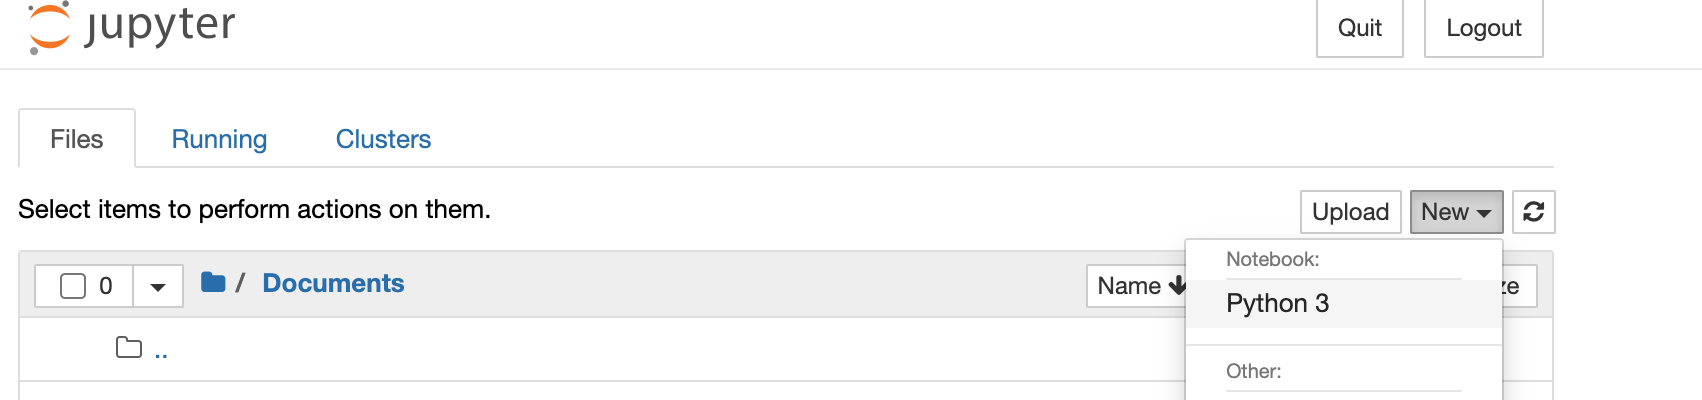 jupyter
Quit Logout
Files Running Clusters
Select items to perform actions on them.
Upload New
0 / Documents Name ze
Notebook:
Python 3
..
Other: